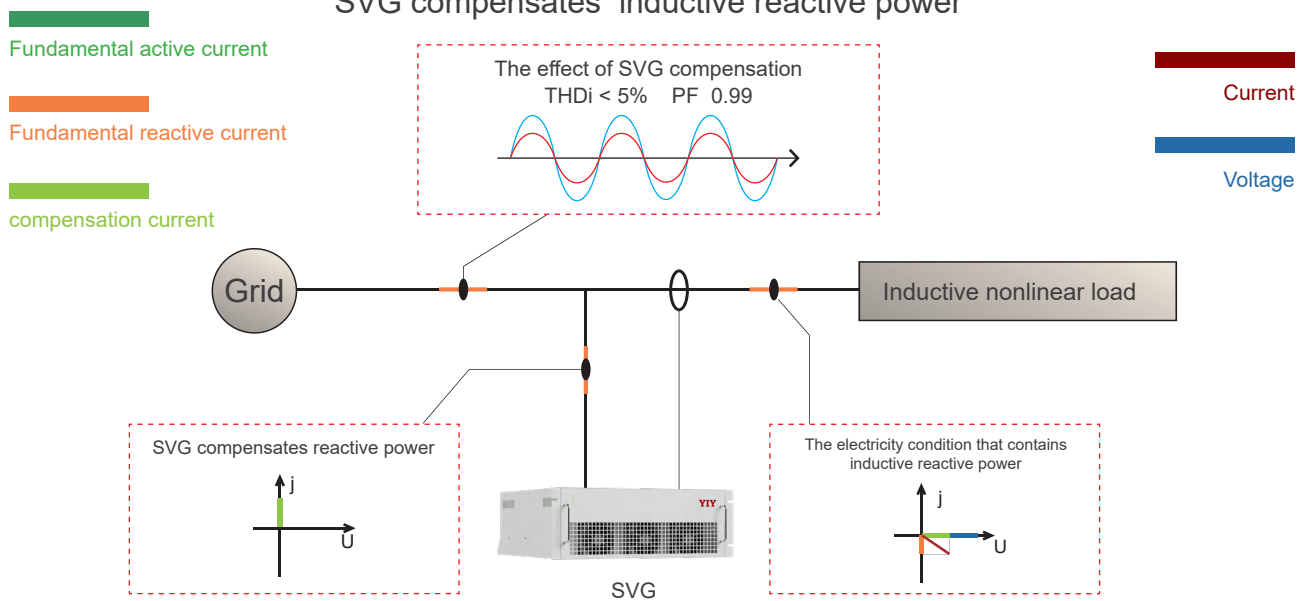 SVG compensates inductive reactive power
Fundamental active current
Fundamental reactive current
compensation current
The effect of SVG compensation
THDi < 5% PF 0.99
Current
Voltage
Grid
Inductive nonlinear load
SVG compensates reactive power
j
U
YIY
SVG
The electricity condition that contains
inductive reactive power
j
U